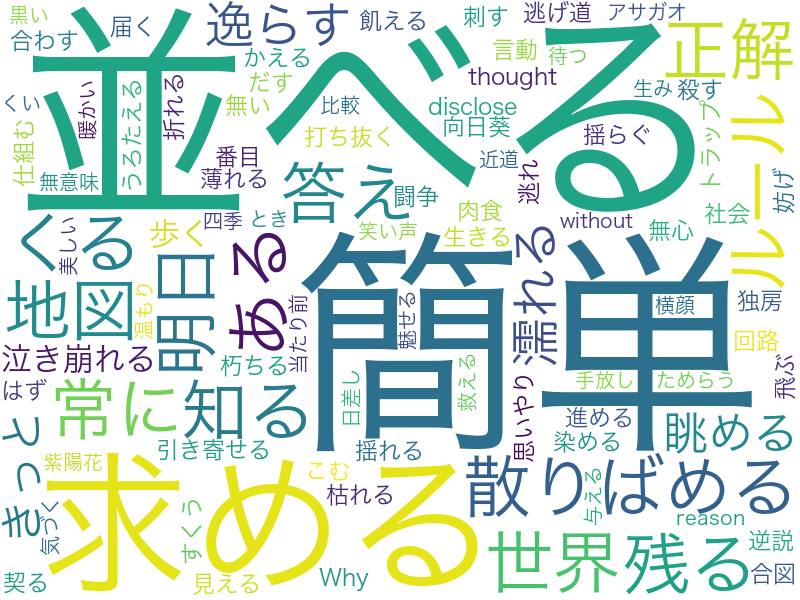 黒い
届く
合わす
逸らす
飢える
刺す
逃げ道
アサガオ
正解
並べる
かえる
だす
言動
待つ
thought
生み
殺す
くい
暖かい
うろたえる
折れる
無い
比較
disclose
向日葵
揺らぐ
トラップ
ルール
仕組む
打ち抜く
番目
近道
無意味
薄れる
答え
闘争
逃れ
妨げ
四季
とき
肉食
without
社会
くる
美しい
歩く
笑い声
生きる
無心
ある
簡単
濡れる
地図
温もり
明日
当たり前
魅せる
横顔
独房
泣き崩れる
朽ちる
回路
はず
常に
知る
日差し
救える
思いやり
手放し
ためらう
飛ぶ
きっと
進める
眺める
染める
引き寄せる
揺れる
紫陽花
求める
こむ
散りばめる
気づく
すくう
枯れる
与える
reason
世界
残る
逆説
契る
見える
Why
合図